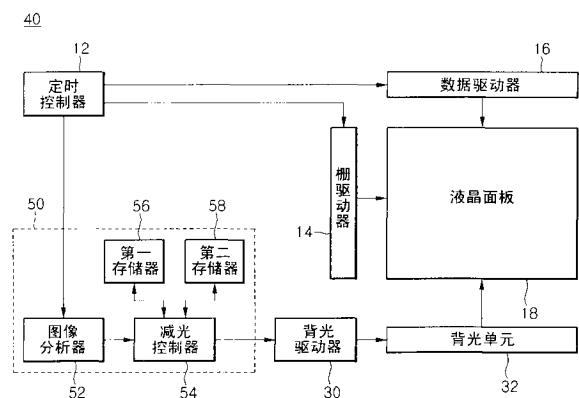 40
12
16
定时
控制器
数据驱动器
栅驱动器
14
液晶面板
18
50
56
58
第一
存储器
第二
存储器
图像
分析器
52
减光
控制器
54
背光
驱动器
30
背光单元
32